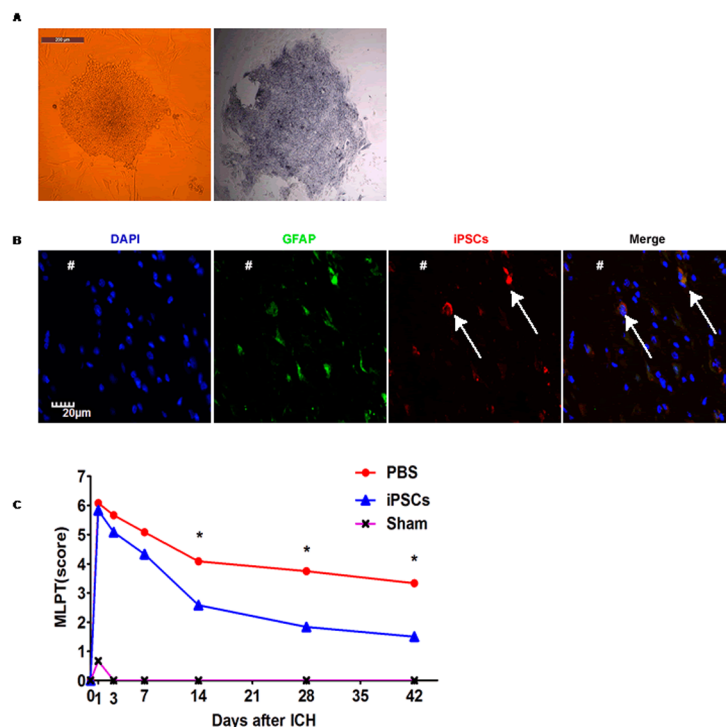 A
200 µm
B
DAPI
GFAP
iPSCs
Merge
#
#
#
#
20µm
C
PBS
iPSCs
Sham
MLPT(score)
7
6
5
4
3
2
1
0
*
*
*
0 1 3 7 14 21 28 35 42
Days after ICH